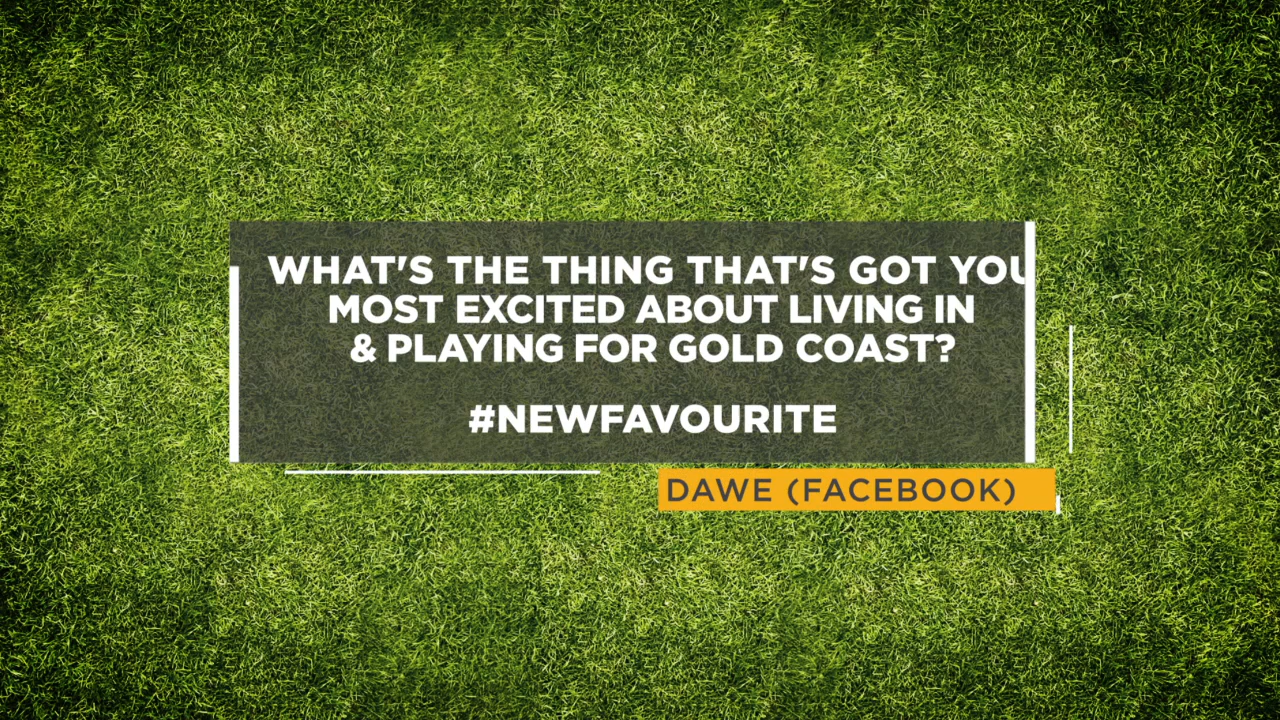 WHAT'S THE THING THAT'S GOT YOU
MOST EXCITED ABOUT LIVING IN
& PLAYING FOR GOLD COAST?
#NEWFAVOURITE
DAWE (FACEBOOK)